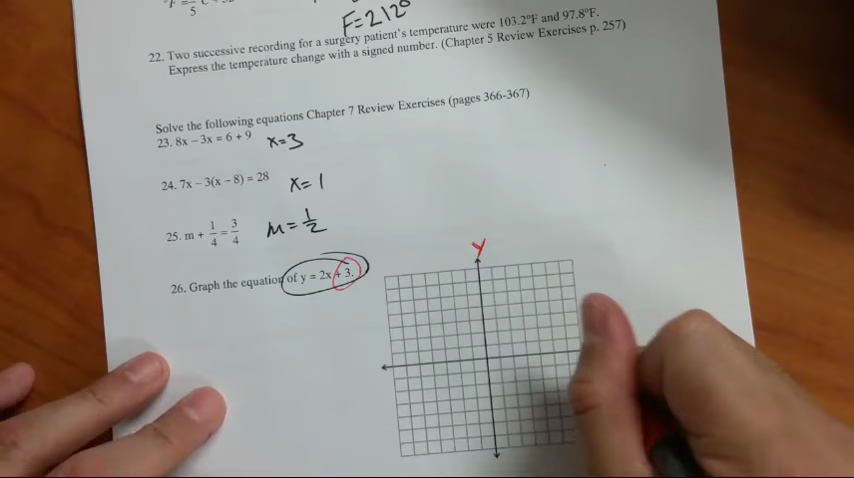 5
F=212°
22. Two successive recording for a surgery patient's temperature were 103.2°F and 97.8°F.
Express the temperature change with a signed number. (Chapter 5 Review Exercises p. 257)
Solve the following equations Chapter 7 Review Exercises (pages 366-367)
23. 8x – 3x = 6 + 9 x=3
24. 7x – 3(x – 8) = 28 x=1
25. m + 1/4 = 3/4 m=1/2
26. Graph the equation of y = 2x + 3.
y